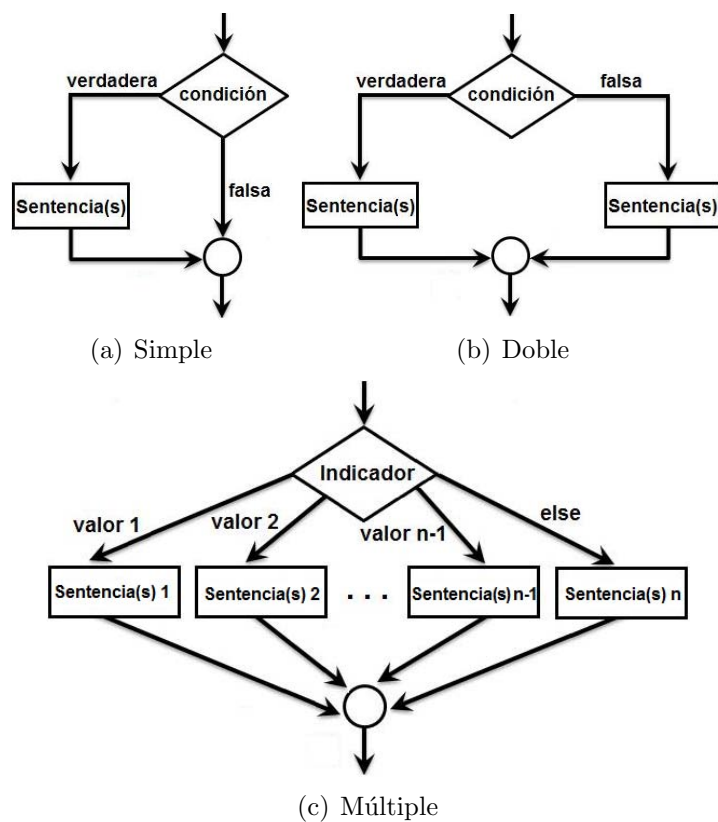 verdadera
condición
falsa
Sentencia(s)
(a) Simple
verdadera
condición
falsa
Sentencia(s)
Sentencia(s)
(b) Doble
Indicador
valor 1
valor 2
valor n-1
else
Sentencia(s) 1
Sentencia(s) 2
. . .
Sentencia(s) n-1
Sentencia(s) n
(c) Múltiple